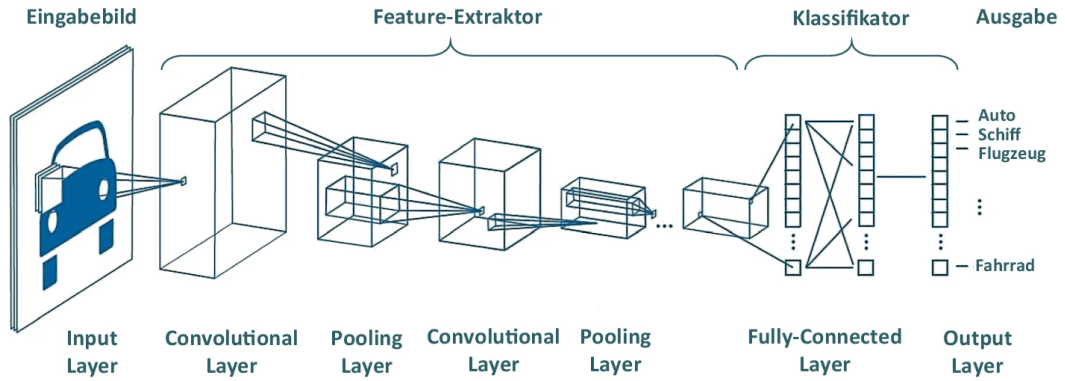 Eingabebild
Feature-Extraktor
Klassifikator
Ausgabe
Auto
Schiff
Flugzeug
Fahrrad
Input
Layer
Convolutional
Layer
Pooling
Layer
Convolutional
Layer
Pooling
Layer
Fully-Connected
Layer
Output
Layer